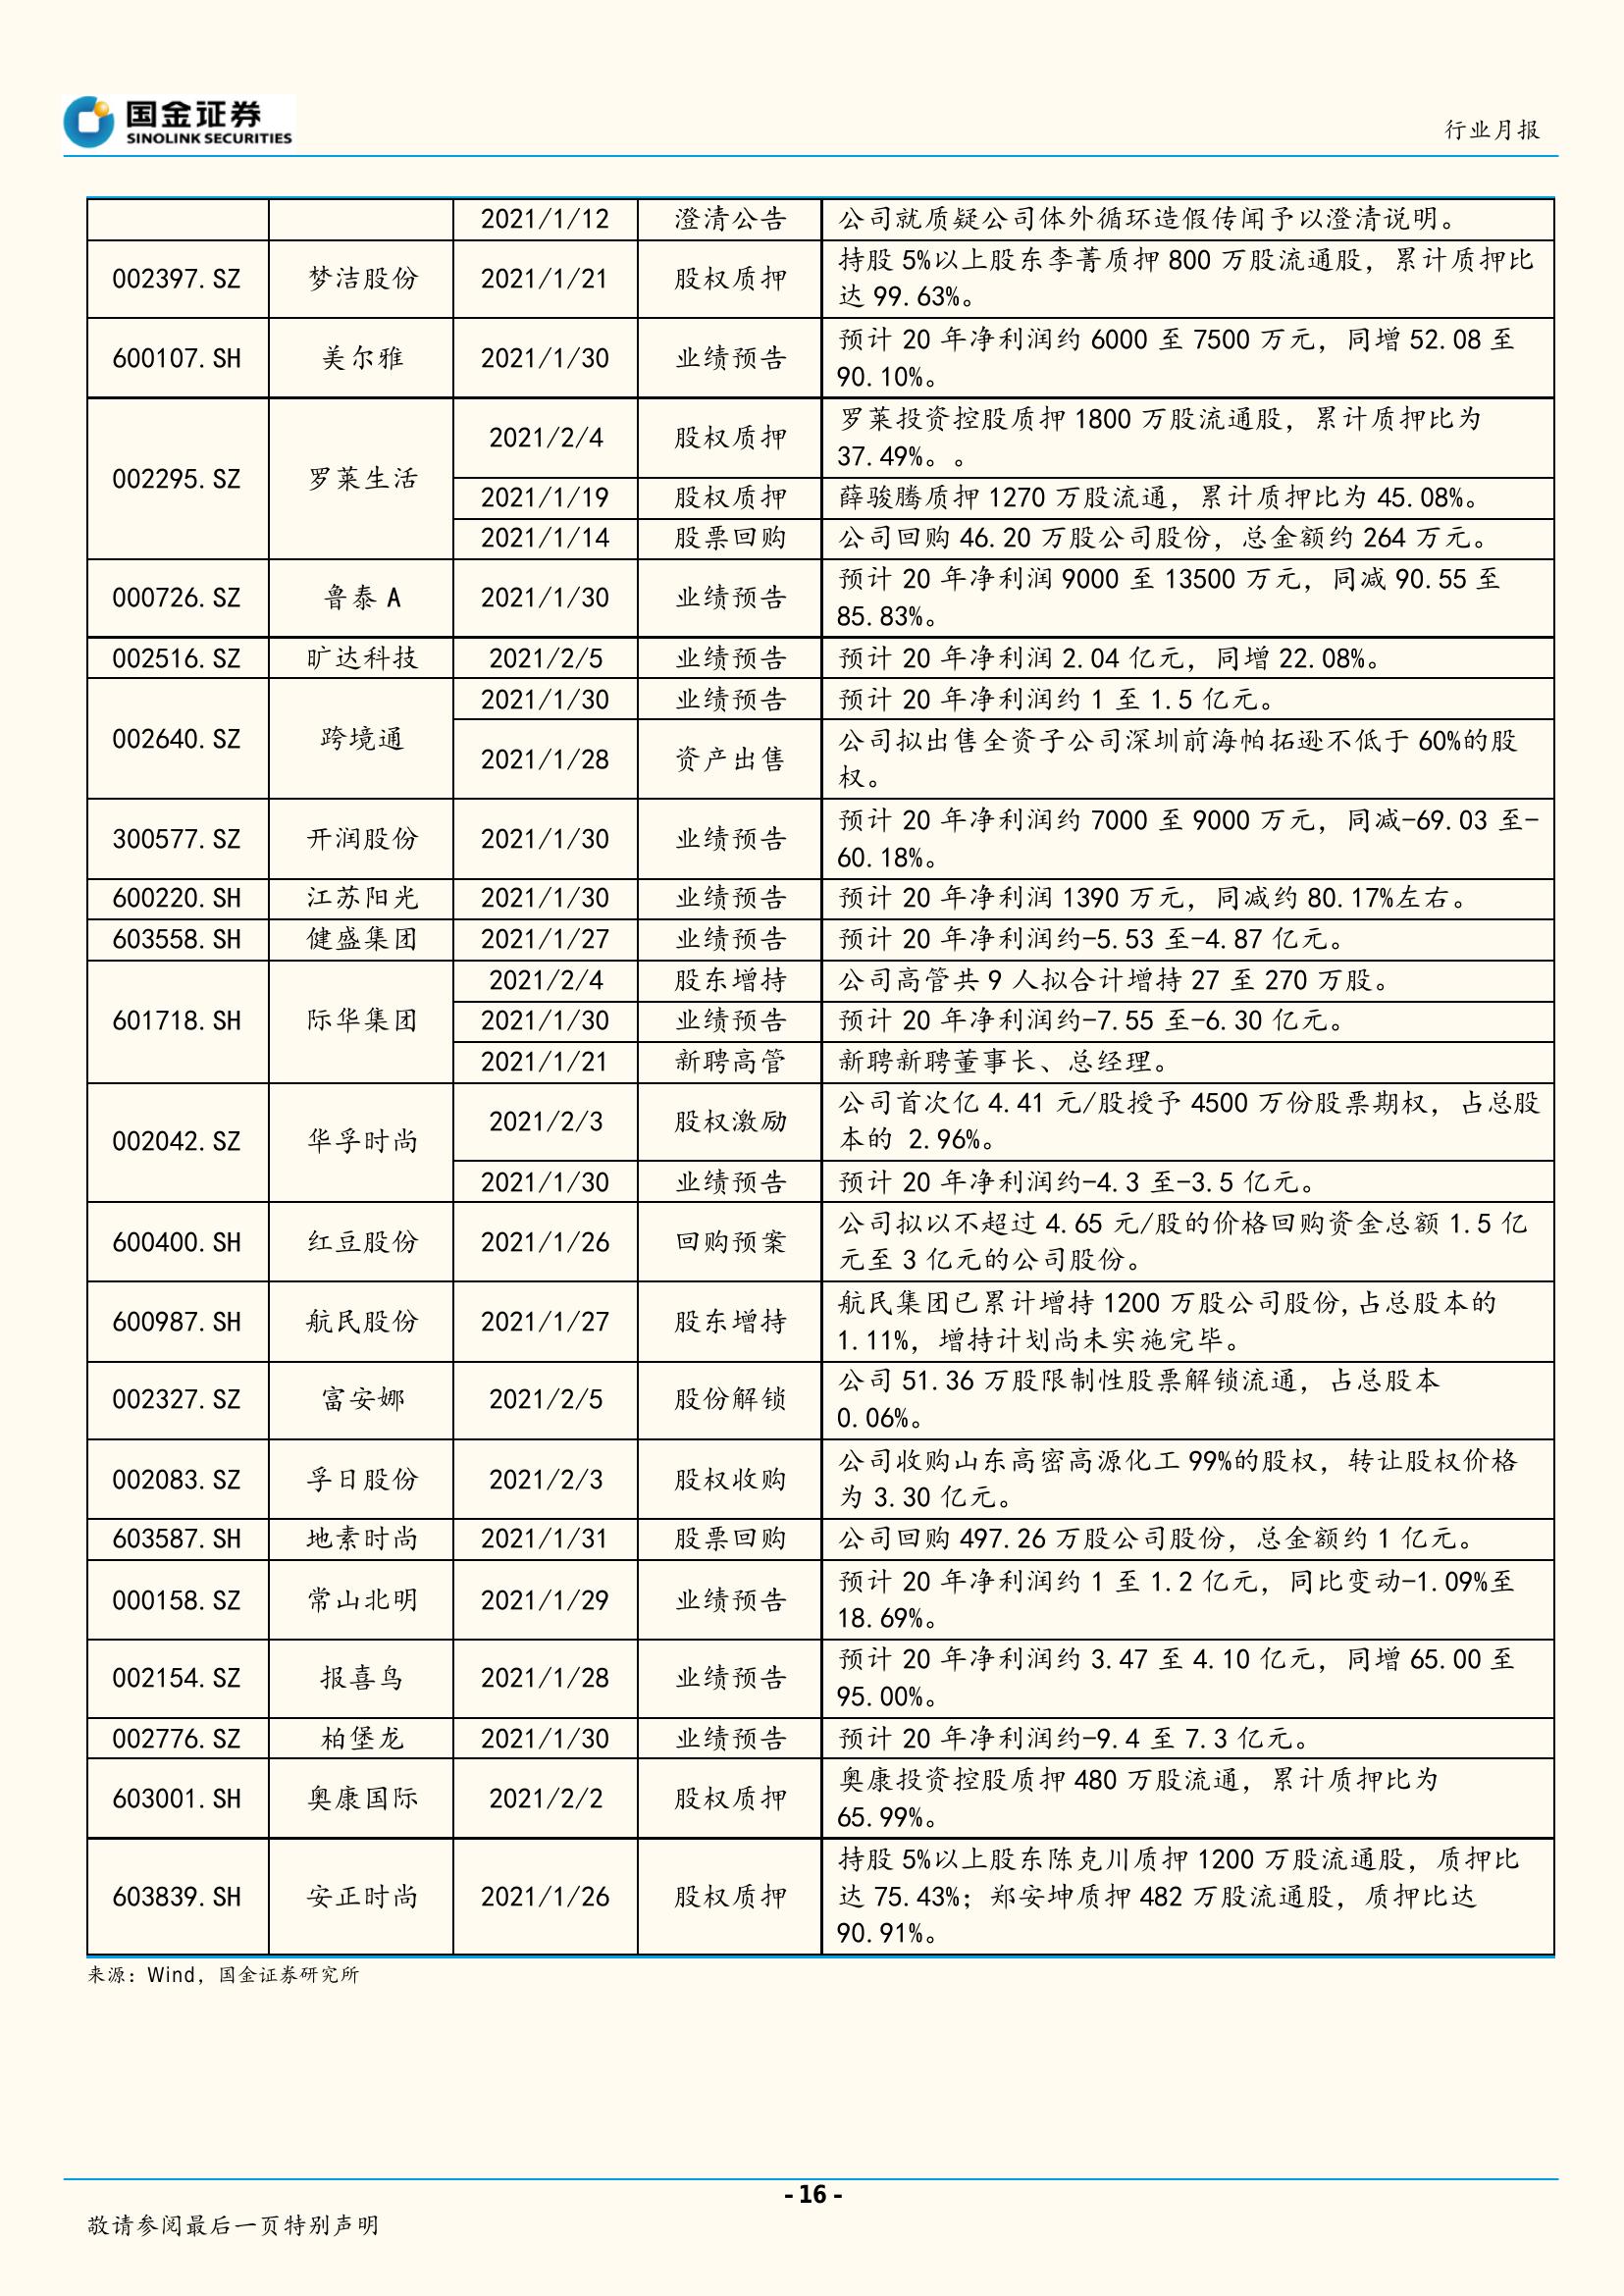 国金证券
SINOLINK SECURITIES
行业月报
2021/1/12 澄清公告 公司就质疑公司体外循环造假传闻予以澄清说明。
002397.SZ 梦洁股份 2021/1/21 股权质押 持股 5%以上股东李菁质押 800 万股流通股，累计质押比
达 99.63%。
600107.SH 美尔雅 2021/1/30 业绩预告 预计 20 年净利润约 6000 至 7500 万元，同增 52.08 至
90.10%。
002295.SZ 罗莱生活 2021/2/4 股权质押 罗莱投资控股质押 1800 万股流通股，累计质押比为
37.49%。。
2021/1/19 股权质押 薛骏腾质押 1270 万股流通，累计质押比为 45.08%。
2021/1/14 股票回购 公司回购 46.20 万股公司股份，总金额约 264 万元。
000726.SZ 鲁泰 A 2021/1/30 业绩预告 预计 20 年净利润 9000 至 13500 万元，同减 90.55 至
85.83%。
002516.SZ 旷达科技 2021/2/5 业绩预告 预计 20 年净利润 2.04 亿元，同增 22.08%。
002640.SZ 跨境通 2021/1/30 业绩预告 预计 20 年净利润约 1 至 1.5 亿元。
2021/1/28 资产出售 公司拟出售全资子公司深圳前海帕拓逊不低于 60%的股
权。
300577.SZ 开润股份 2021/1/30 业绩预告 预计 20 年净利润约 7000 至 9000 万元，同减-69.03 至-
60.18%。
600220.SH 江苏阳光 2021/1/30 业绩预告 预计 20 年净利润 1390 万元，同减约 80.17%左右。
603558.SH 健盛集团 2021/1/27 业绩预告 预计 20 年净利润约-5.53 至-4.87 亿元。
601718.SH 际华集团 2021/2/4 股东增持 公司高管共 9 人拟合计增持 27 至 270 万股。
2021/1/30 业绩预告 预计 20 年净利润约-7.55 至-6.30 亿元。
2021/1/21 新聘高管 新聘新聘董事长、总经理。
002042.SZ 华孚时尚 2021/2/3 股权激励 公司首次亿 4.41 元/股授予 4500 万份股票期权，占总股
本的 2.96%。
2021/1/30 业绩预告 预计 20 年净利润约-4.3 至-3.5 亿元。
600400.SH 红豆股份 2021/1/26 回购预案 公司拟以不超过 4.65 元/股的价格回购资金总额 1.5 亿
元至 3 亿元的公司股份。
600987.SH 航民股份 2021/1/27 股东增持 航民集团已累计增持 1200 万股公司股份,占总股本的
1.11%，增持计划尚未实施完毕。
002327.SZ 富安娜 2021/2/5 股份解锁 公司 51.36 万股限制性股票解锁流通，占总股本
0.06%。
002083.SZ 孚日股份 2021/2/3 股权收购 公司收购山东高密高源化工 99%的股权，转让股权价格
为 3.30 亿元。
603587.SH 地素时尚 2021/1/31 股票回购 公司回购 497.26 万股公司股份，总金额约 1 亿元。
000158.SZ 常山北明 2021/1/29 业绩预告 预计 20 年净利润约 1 至 1.2 亿元，同比变动-1.09%至
18.69%。
002154.SZ 报喜鸟 2021/1/28 业绩预告 预计 20 年净利润约 3.47 至 4.10 亿元，同增 65.00 至
95.00%。
002776.SZ 柏堡龙 2021/1/30 业绩预告 预计 20 年净利润约-9.4 至 7.3 亿元。
603001.SH 奥康国际 2021/2/2 股权质押 奥康投资控股质押 480 万股流通，累计质押比为
65.99%。
603839.SH 安正时尚 2021/1/26 股权质押 持股 5%以上股东陈克川质押 1200 万股流通股，质押比
达 75.43%；郑安坤质押 482 万股流通股，质押比达
90.91%。
来源：Wind，国金证券研究所
- 16 -
敬请参阅最后一页特别声明